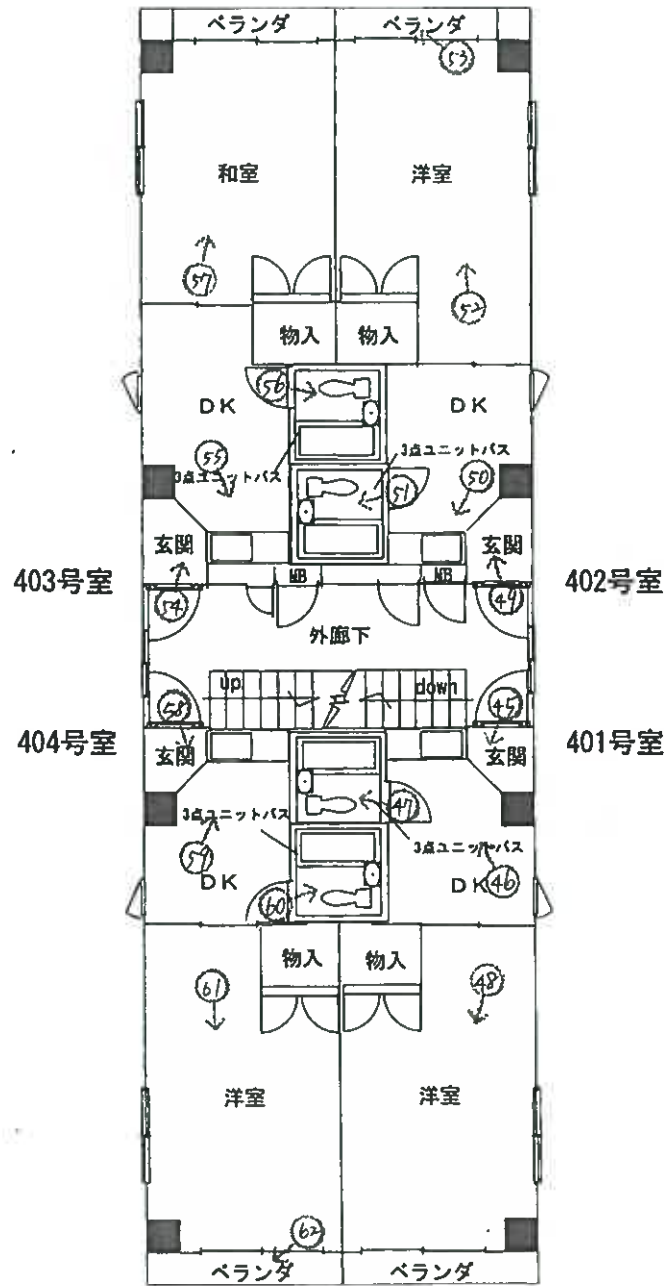 ベランダ ベランダ
53
和室 洋室
57
52
物入 物入
56
DK DK
55
3点ユニットバス
3点ユニットバス
51 50
玄関 玄関
MB MB
403号室 402号室
54 49
外廊下
up down
58 45
404号室 401号室
玄関 玄関
47
3点ユニットバス
3点ユニットバス
59
DK DK 46
60
物入 物入
61 48
洋室 洋室
62
ベランダ ベランダ